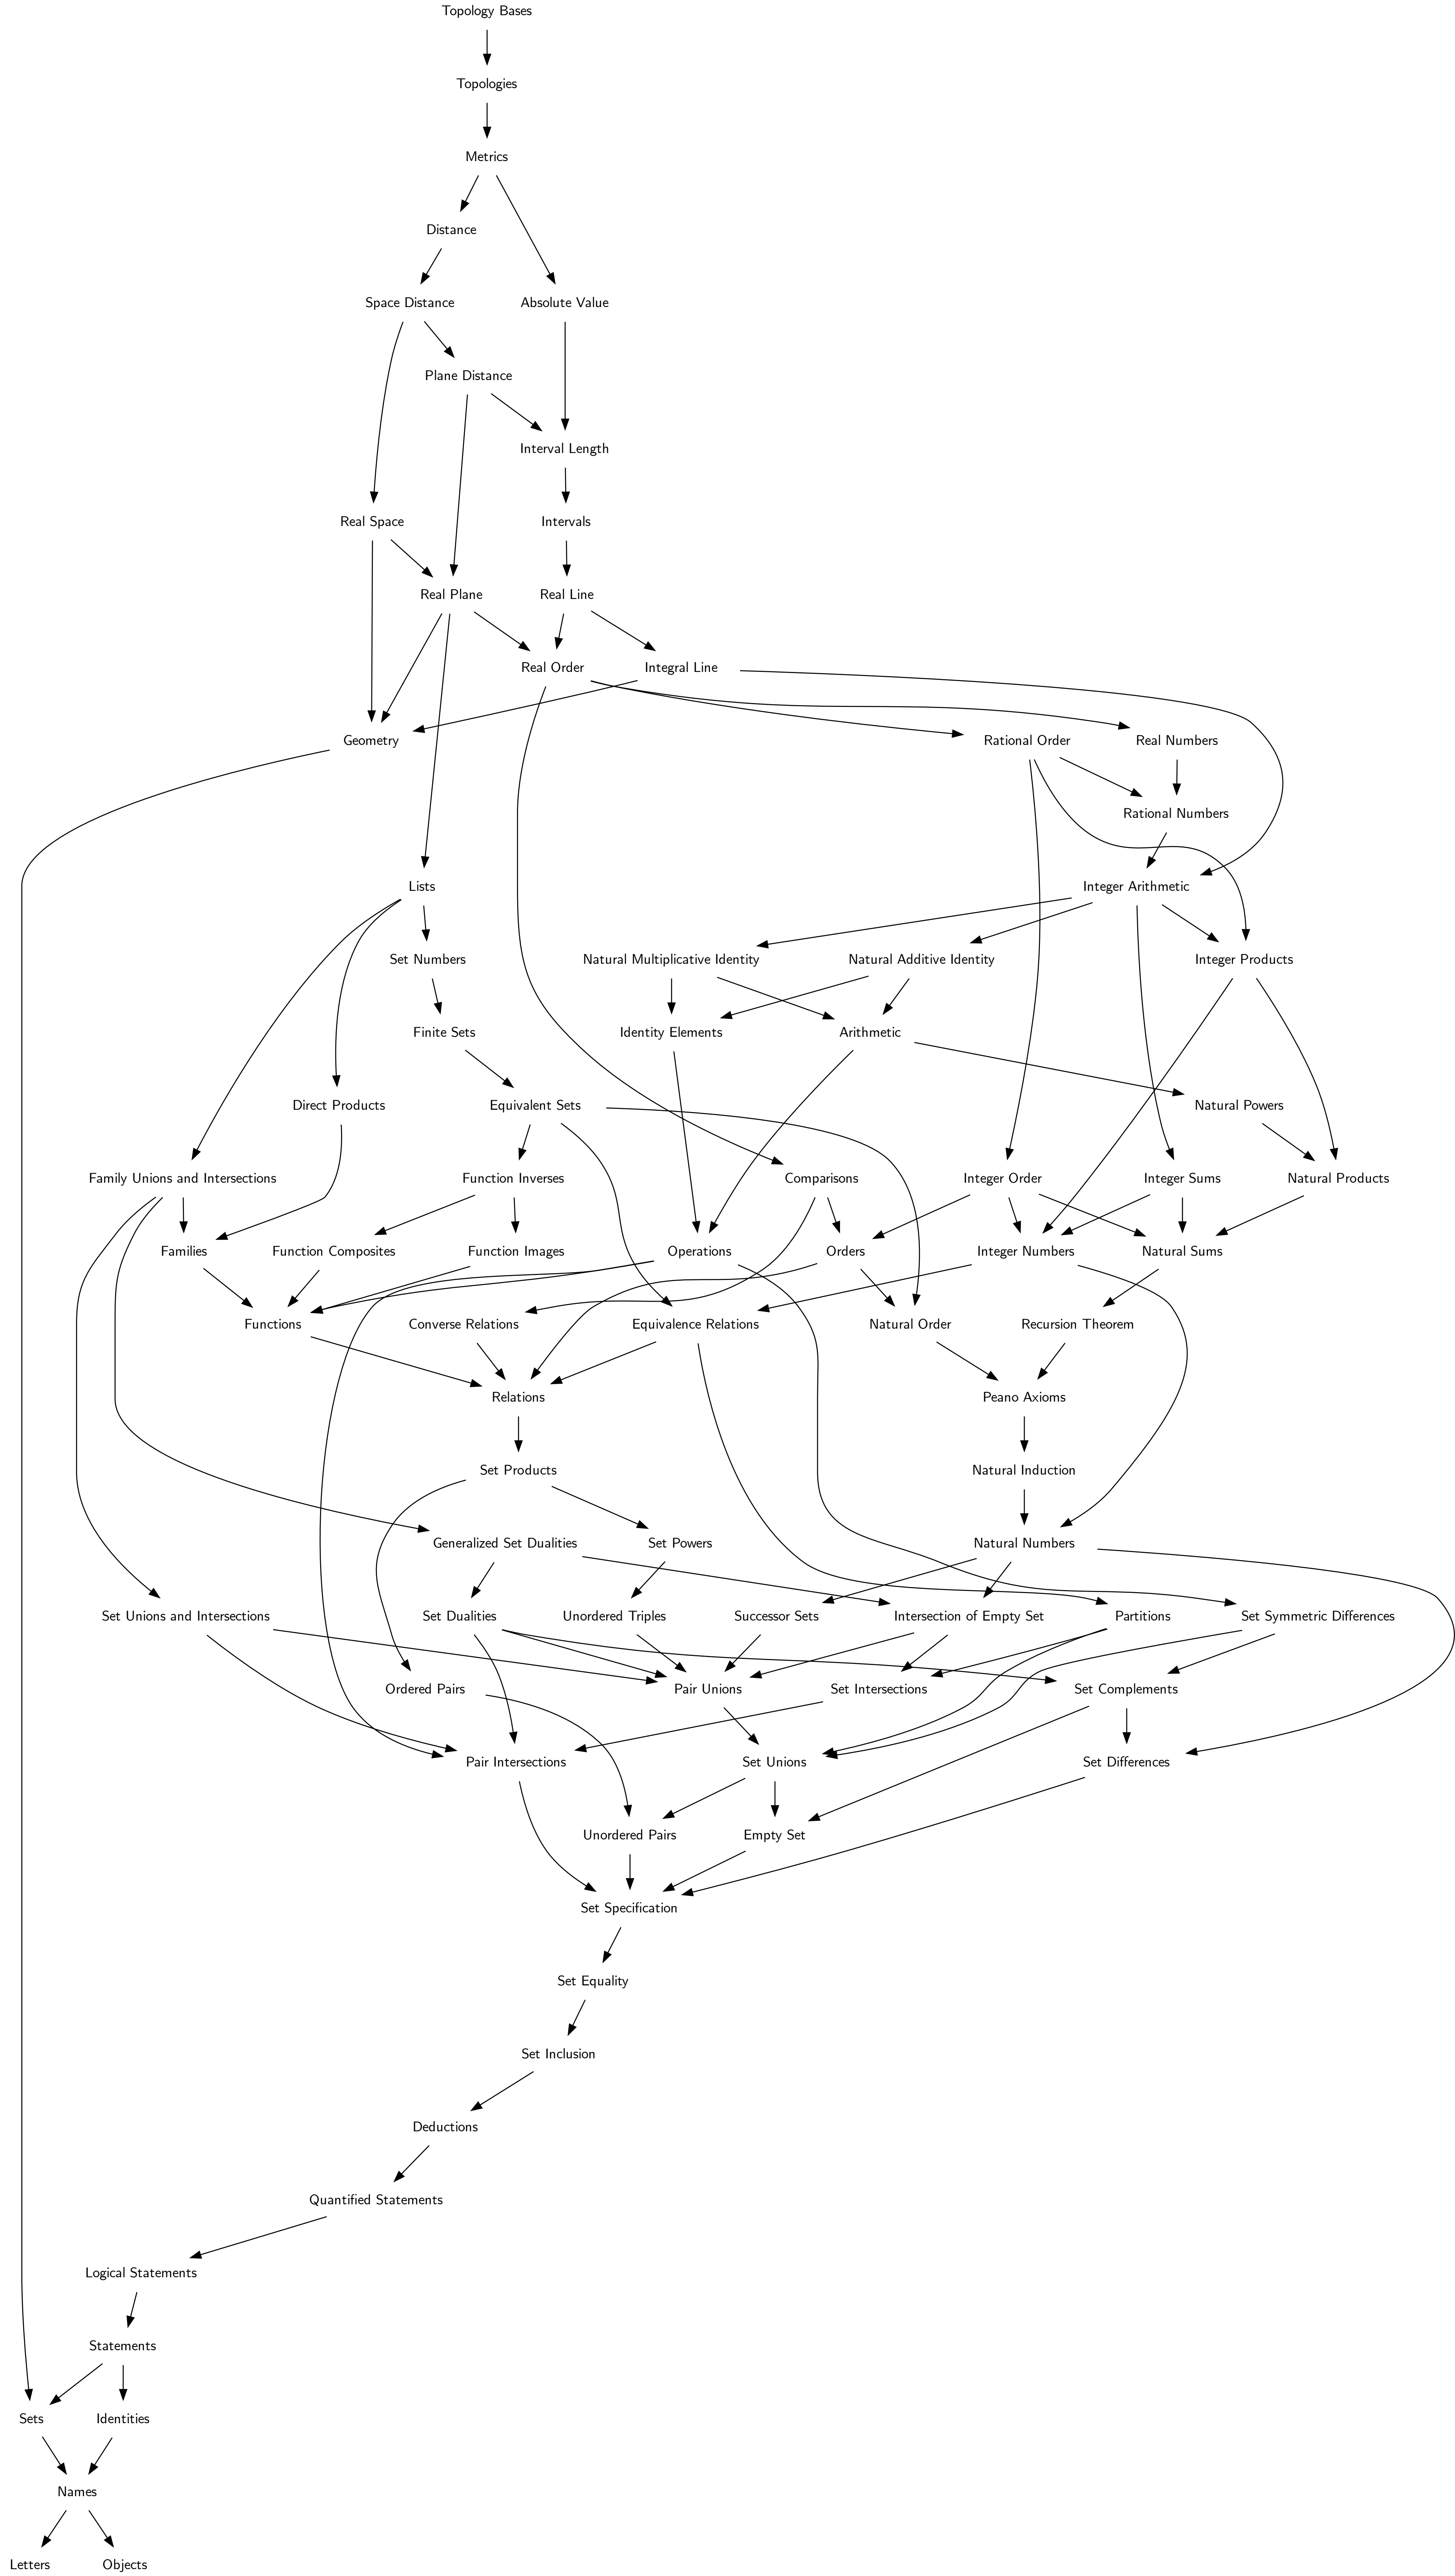 Topology Bases
Topologies
Metrics
Distance
Space Distance
Absolute Value
Plane Distance
Interval Length
Real Space
Intervals
Real Plane
Real Line
Real Order
Integral Line
Geometry
Rational Order
Real Numbers
Rational Numbers
Lists
Integer Arithmetic
Set Numbers
Natural Multiplicative Identity
Natural Additive Identity
Integer Products
Finite Sets
Identity Elements
Arithmetic
Direct Products
Equivalent Sets
Natural Powers
Family Unions and Intersections
Function Inverses
Comparisons
Integer Order
Integer Sums
Natural Products
Families
Function Composites
Function Images
Operations
Orders
Integer Numbers
Natural Sums
Functions
Converse Relations
Equivalence Relations
Natural Order
Recursion Theorem
Relations
Peano Axioms
Set Products
Natural Induction
Generalized Set Dualities
Set Powers
Natural Numbers
Set Unions and Intersections
Set Dualities
Unordered Triples
Successor Sets
Intersection of Empty Set
Partitions
Set Symmetric Differences
Ordered Pairs
Pair Unions
Set Intersections
Set Complements
Pair Intersections
Set Unions
Set Differences
Unordered Pairs
Empty Set
Set Specification
Set Equality
Set Inclusion
Deductions
Quantified Statements
Logical Statements
Statements
Sets
Identities
Names
Letters
Objects